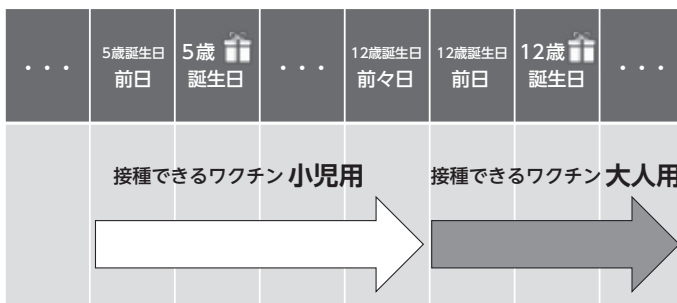 ・・・
5歳誕生日
前日
5歳
誕生日
・・・
12歳誕生日
前々日
12歳誕生日
前日
12歳
誕生日
・・・
接種できるワクチン 小児用
接種できるワクチン 大人用